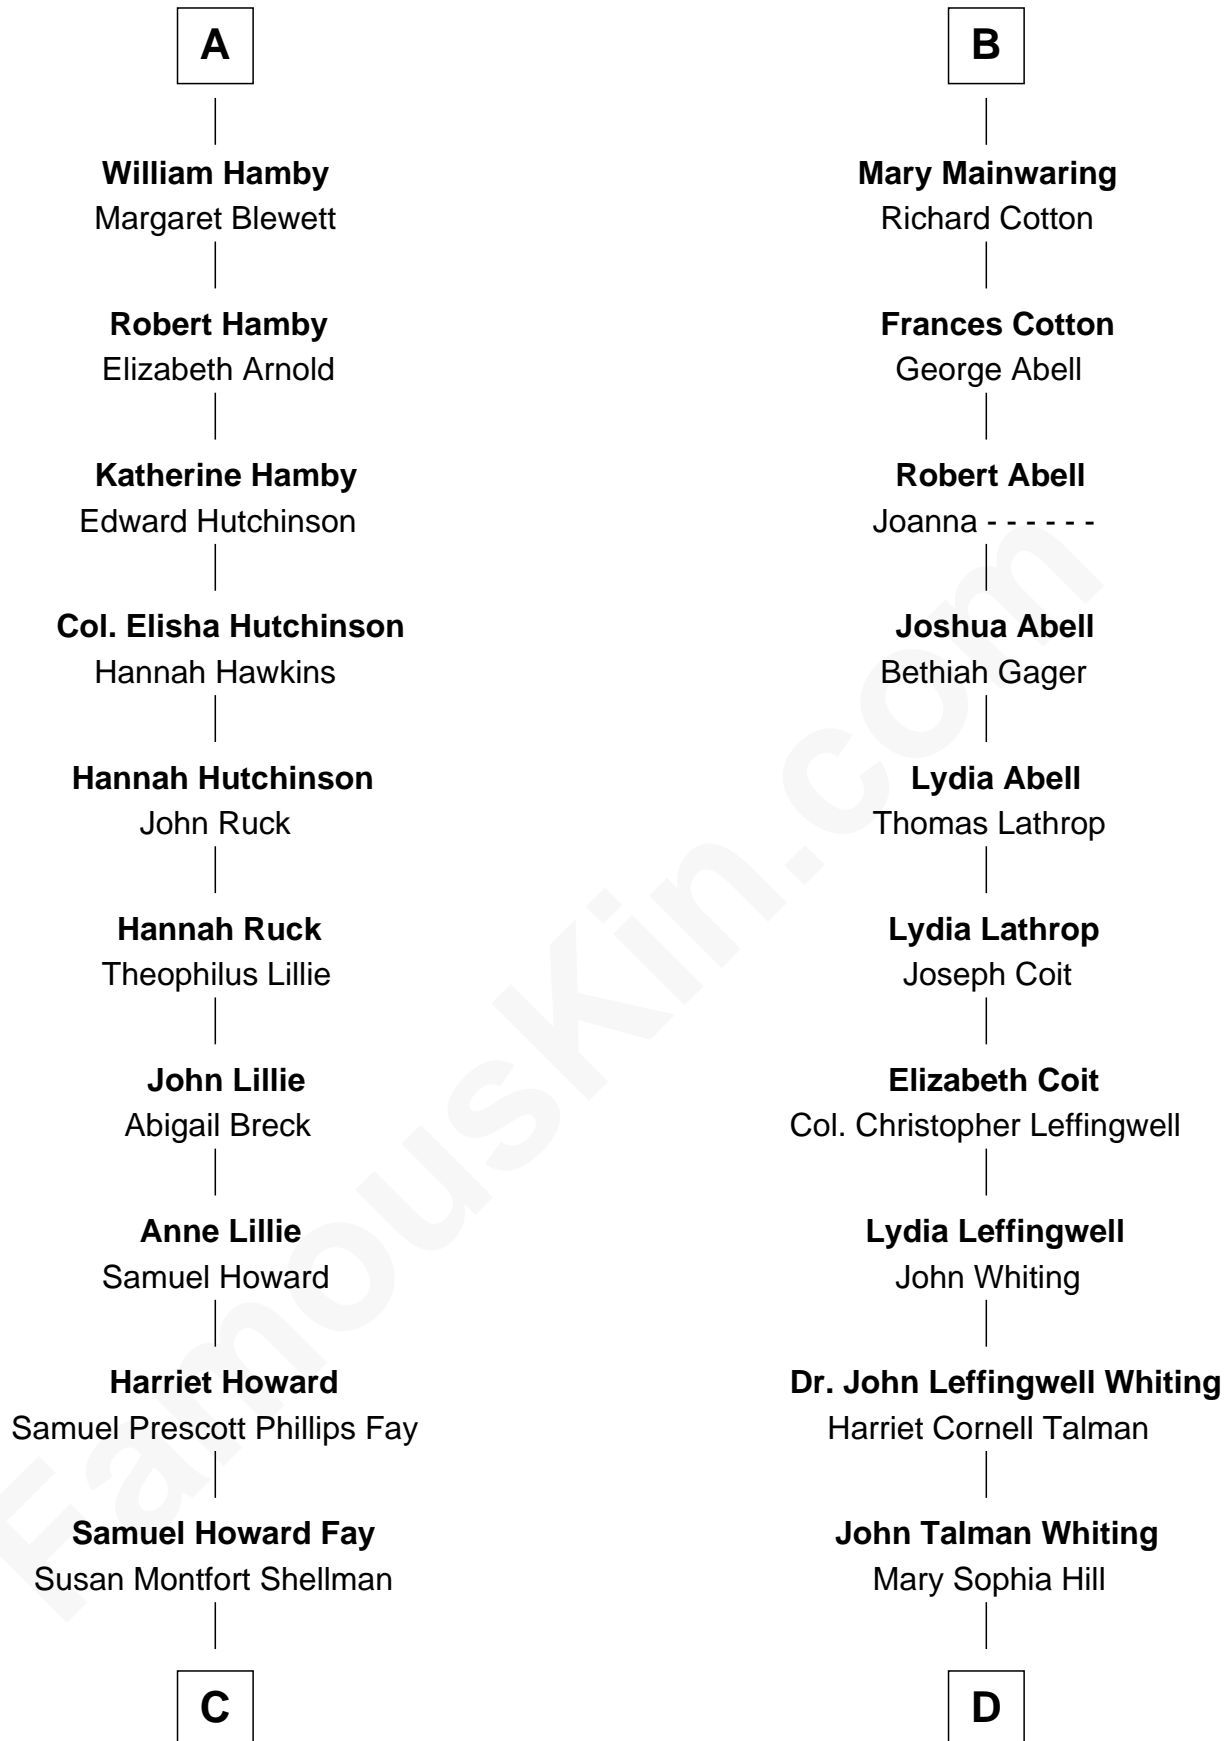 A
William Hamby
Margaret Blewett
Robert Hamby
Elizabeth Arnold
Katherine Hamby
Edward Hutchinson
Col. Elisha Hutchinson
Hannah Hawkins
Hannah Hutchinson
John Ruck
Hannah Ruck
Theophilus Lillie
John Lillie
Abigail Breck
Anne Lillie
Samuel Howard
Harriet Howard
Samuel Prescott Phillips Fay
Samuel Howard Fay
Susan Montfort Shellman
C
B
Mary Mainwaring
Richard Cotton
Frances Cotton
George Abell
Robert Abell
Joanna - - - - - -
Joshua Abell
Bethiah Gager
Lydia Abell
Thomas Lathrop
Lydia Lathrop
Joseph Coit
Elizabeth Coit
Col. Christopher Leffingwell
Lydia Leffingwell
John Whiting
Dr. John Leffingwell Whiting
Harriet Cornell Talman
John Talman Whiting
Mary Sophia Hill
D
FamousKin.com